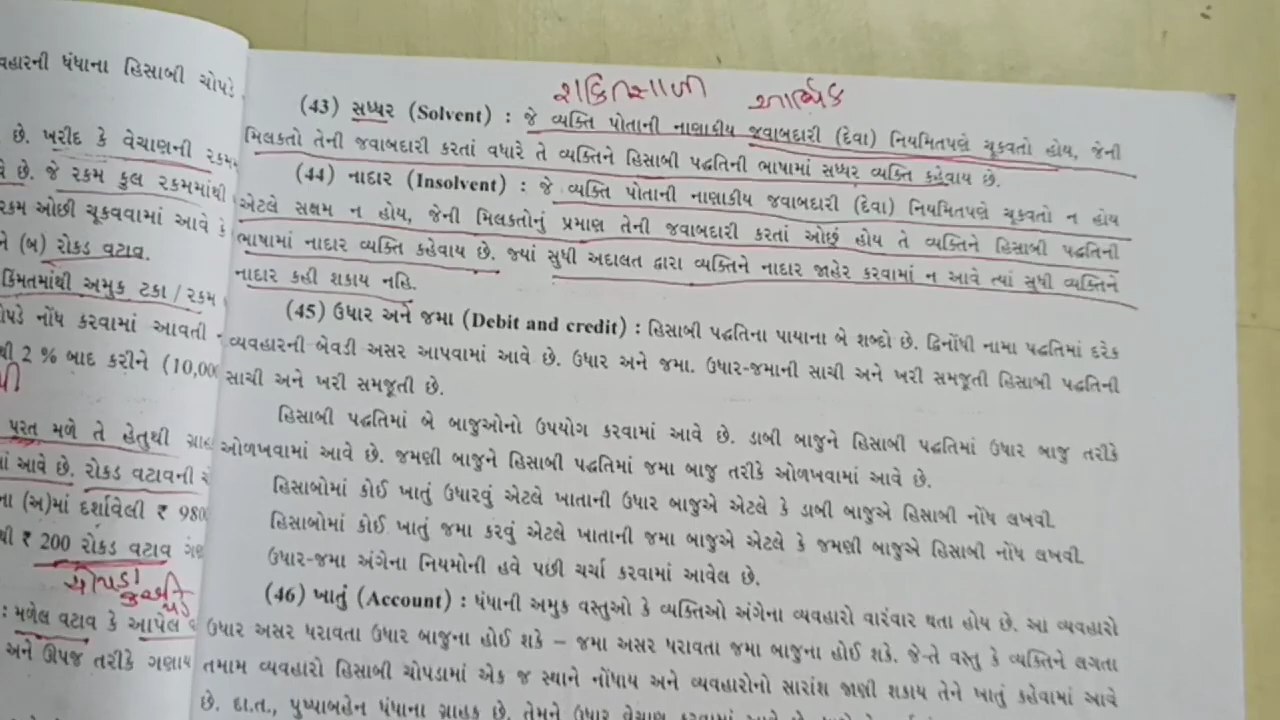 વહારની ધંધાના હિસાબી ચોપડે
છે. ખરીદ કે વેચાણની રકમ
વે છે. જે રકમ કુલ રકમમાંથી
રકમ ઓછી ચૂકવવામાં આવે કે
ને (બ) રોકડ વટાવ.
કિંમતમાંથી અમુક ટકા / રકમ
ોપડે નોંધ કરવામાં આવતી ન
થી 2 % બાદ કરીને (10,000
પરત મળે તે હેતુથી ગ્રાહ
માં આવે છે. રોકડ વટાવની
ના (અ)માં દર્શાવેલી ₹ 980
થી ₹ 200 રોકડ વટાવ ગણ
ચોપડા
: મળેલ વટાવ કે આપેલ વ
અને ઊપજ તરીકે ગણાય
શક્તિશાળી આર્થિક
(43) સધ્ધર (Solvent) : જે વ્યક્તિ પોતાની નાણાકીય જવાબદારી (દેવા) નિયમિતપણે ચૂકવતો હોય, જેની
મિલકતો તેની જવાબદારી કરતાં વધારે તે વ્યક્તિને હિસાબી પદ્ધતિની ભાષામાં સધ્ધર વ્યક્તિ કહેવાય છે.
(44) નાદાર (Insolvent) : જે વ્યક્તિ પોતાની નાણાકીય જવાબદારી (દેવા) નિયમિતપણે ચૂકવતો ન હોય
એટલે સક્ષમ ન હોય, જેની મિલકતોનું પ્રમાણ તેની જવાબદારી કરતાં ઓછું હોય તે વ્યક્તિને હિસાબી પદ્ધતિની
ભાષામાં નાદાર વ્યક્તિ કહેવાય છે. જ્યાં સુધી અદાલત દ્વારા વ્યક્તિને નાદાર જાહેર કરવામાં ન આવે ત્યાં સુધી વ્યક્તિને
નાદાર કહી શકાય નહિ.
(45) ઉધાર અને જમા (Debit and credit) : હિસાબી પદ્ધતિના પાયાના બે શબ્દો છે. દ્વિનોંધી નામા પદ્ધતિમાં દરેક
વ્યવહારની બેવડી અસર આપવામાં આવે છે. ઉધાર અને જમા. ઉધાર-જમાની સાચી અને ખરી સમજૂતી હિસાબી પદ્ધતિની
સાચી અને ખરી સમજૂતી છે.
હિસાબી પદ્ધતિમાં બે બાજુઓનો ઉપયોગ કરવામાં આવે છે. ડાબી બાજુને હિસાબી પદ્ધતિમાં ઉધાર બાજુ તરીકે
ઓળખવામાં આવે છે. જમણી બાજુને હિસાબી પદ્ધતિમાં જમા બાજુ તરીકે ઓળખવામાં આવે છે.
હિસાબોમાં કોઈ ખાતું ઉધારવું એટલે ખાતાની ઉધાર બાજુએ એટલે કે ડાબી બાજુએ હિસાબી નોંધ લખવી.
હિસાબોમાં કોઈ ખાતું જમા કરવું એટલે ખાતાની જમા બાજુએ એટલે કે જમણી બાજુએ હિસાબી નોંધ લખવી.
ઉધાર-જમા અંગેના નિયમોની હવે પછી ચર્ચા કરવામાં આવેલ છે.
(46) ખાતું (Account) : ધંધાની અમુક વસ્તુઓ કે વ્યક્તિઓ અંગેના વ્યવહારો વારંવાર થતા હોય છે. આ વ્યવહારો
ઉધાર અસર ધરાવતા ઉધાર બાજુના હોઈ શકે – જમા અસર ધરાવતા જમા બાજુના હોઈ શકે. જે-તે વસ્તુ કે વ્યક્તિને લગતા
તમામ વ્યવહારો હિસાબી ચોપડામાં એક જ સ્થાને નોંધાય અને વ્યવહારોનો સારાંશ જાણી શકાય તેને ખાતું કહેવામાં આવે
છે. દા.ત., પુષ્પાબહેન ધંધાના ગ્રાહક છે. તેમને ઉધાર વેચાણ કરવામાં આવે છે